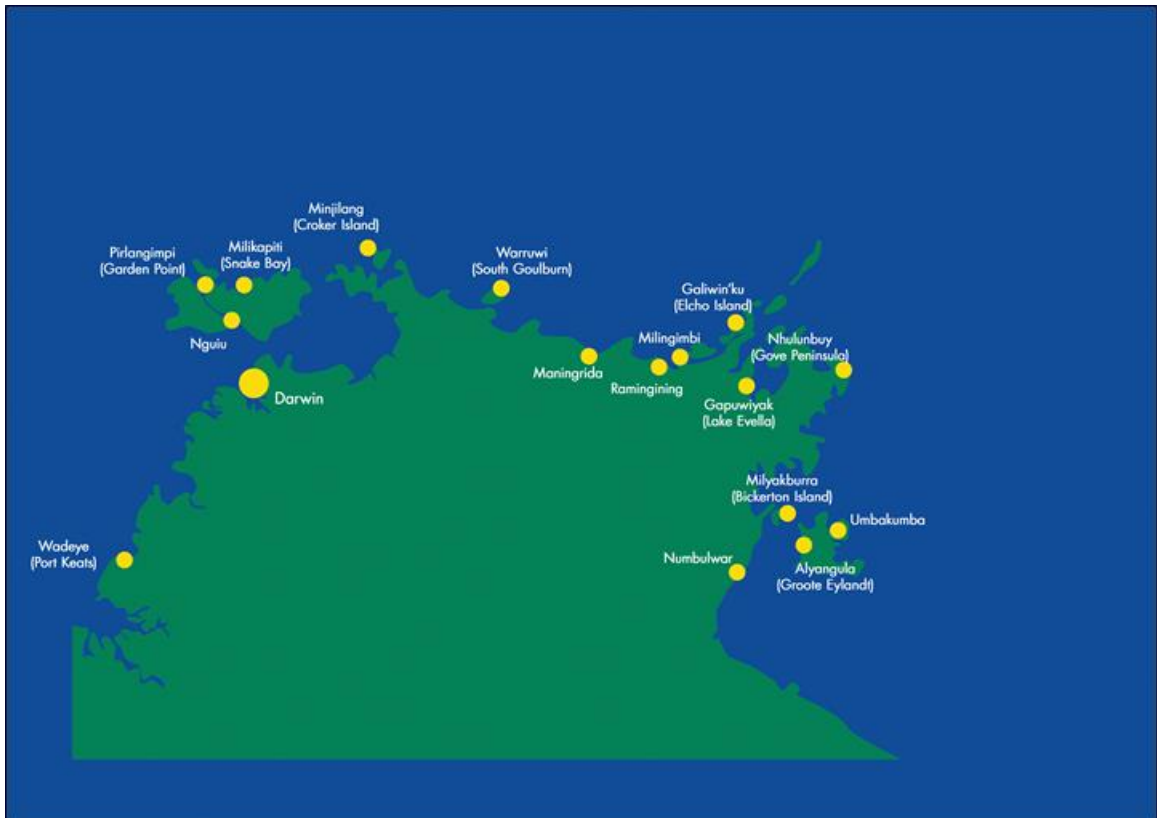 Minjilang
(Croker Island)
Pirlangimpi
(Garden Point)
Milikapiti
(Snake Bay)
Warruwi
(South Goulburn)
Galiwin'ku
(Elcho Island)
Nguiu
Milingimbi
Nhulunbuy
(Gove Peninsula)
Maningrida
Ramingining
Darwin
Gapuwiyak
(Lake Evella)
Milyakburra
(Bickerton Island)
Umbakumba
Wadeye
(Port Keats)
Numbulwar
Alyangula
(Groote Eylandt)